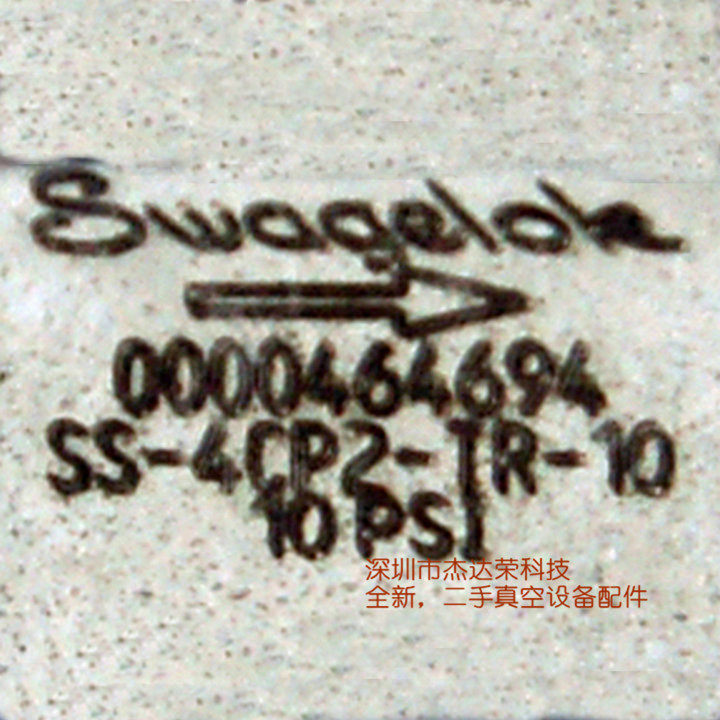 Swagelok
0000464694
SS-4CP2-TR-10
10 PSI
深圳市杰达荣科技
全新，二手真空设备配件